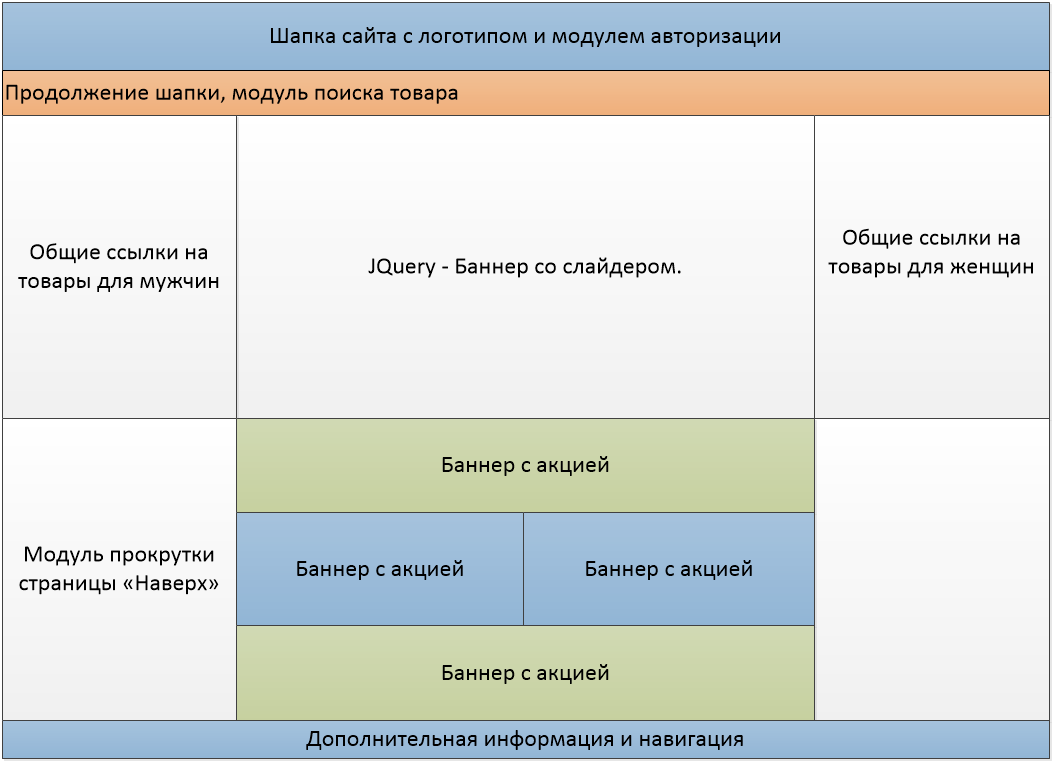 Шапка сайта с логотипом и модулем авторизации
Продолжение шапки, модуль поиска товара
Общие ссылки на
товары для мужчин
JQuery - Баннер со слайдером.
Общие ссылки на
товары для женщин
Баннер с акцией
Модуль прокрутки
страницы «Наверх»
Баннер с акцией
Баннер с акцией
Баннер с акцией
Дополнительная информация и навигация